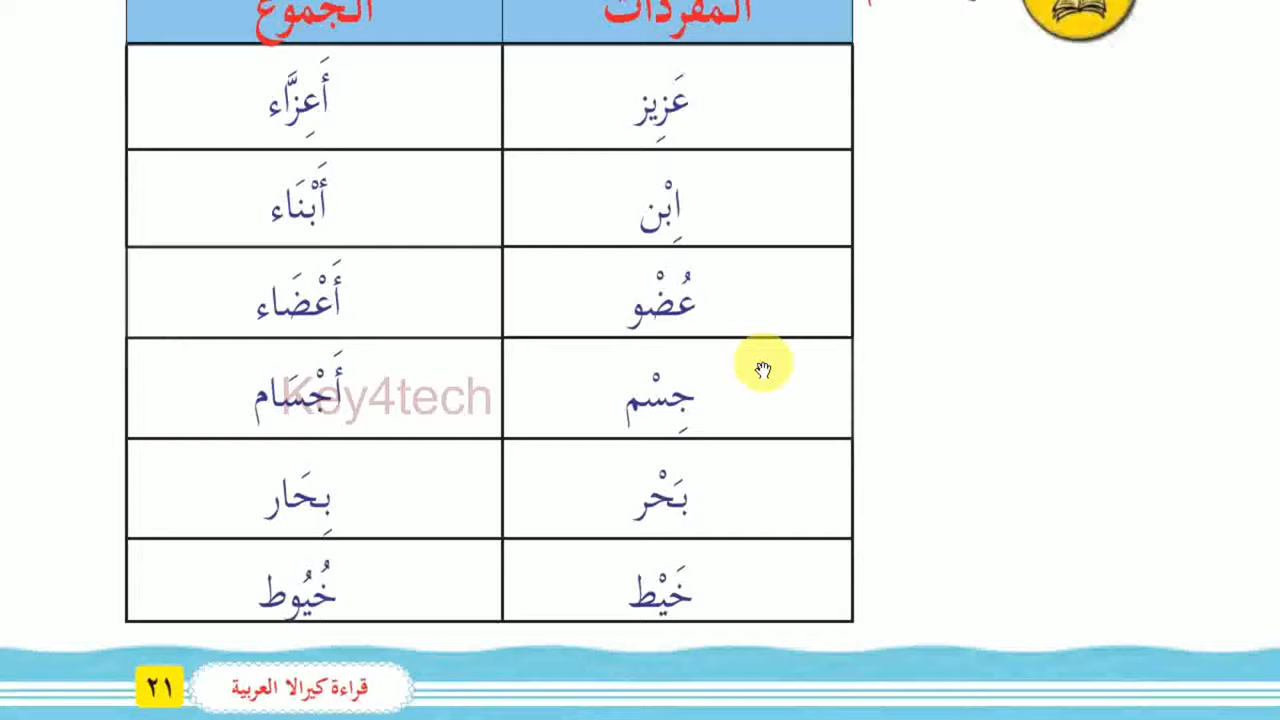 المفردات الجموع
عَزِيز أَعِزَّاء
اِبْن أَبْنَاء
عُضْو أَعْضَاء
جِسْم أَجْسَام
Key4tech
بَحْر بِحَار
خَيْط خُيُوط
قراءة كيرالا العربية ٢١